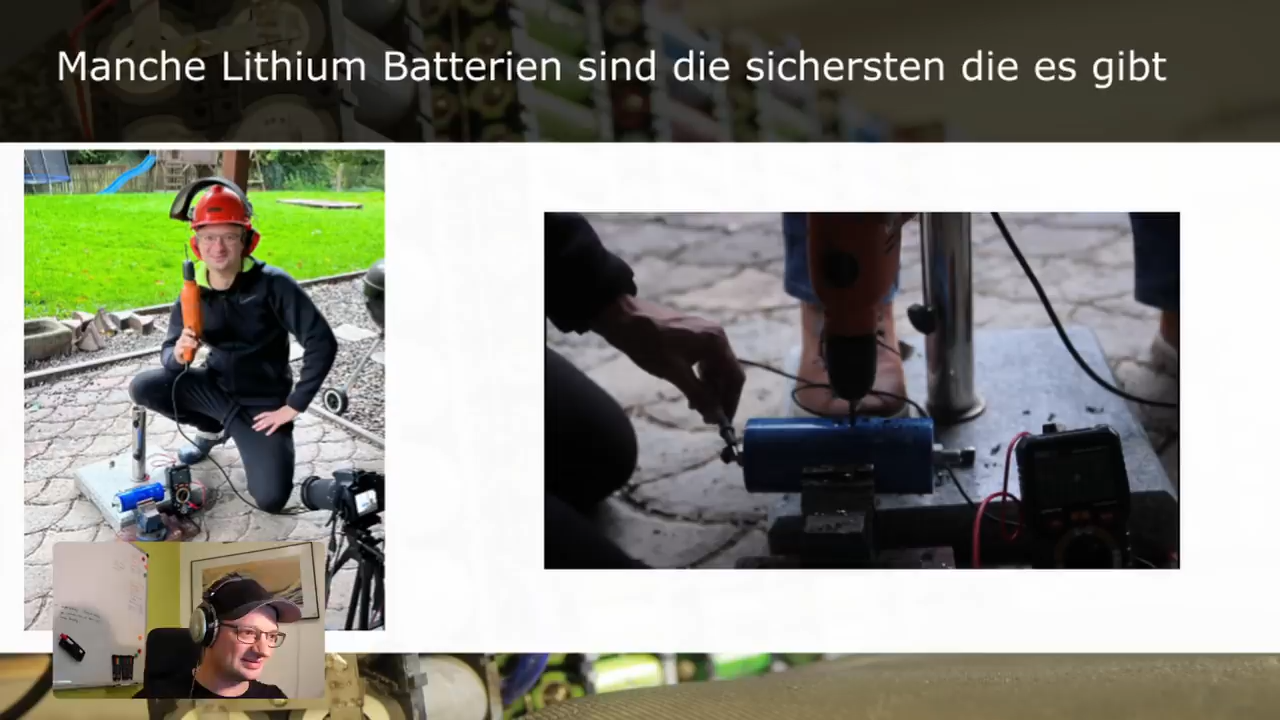 Manche Lithium Batterien sind die sichersten die es gibt